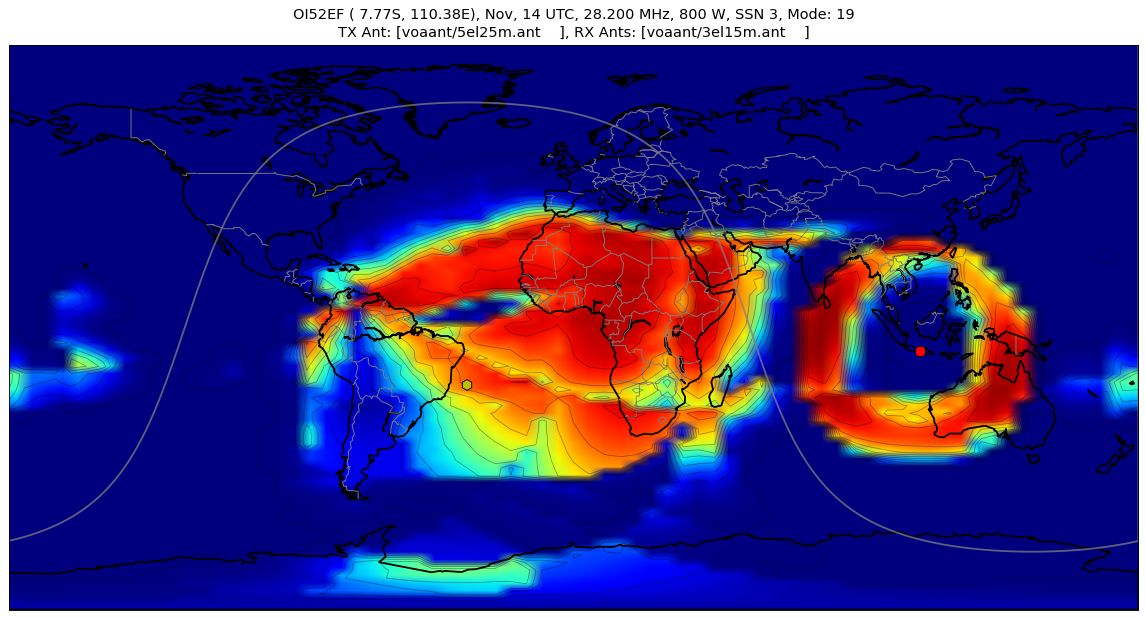 OI52EF ( 7.77S, 110.38E), Nov, 14 UTC, 28.200 MHz, 800 W, SSN 3, Mode: 19
TX Ant: [voaant/5el25m.ant    ], RX Ants: [voaant/3el15m.ant    ]